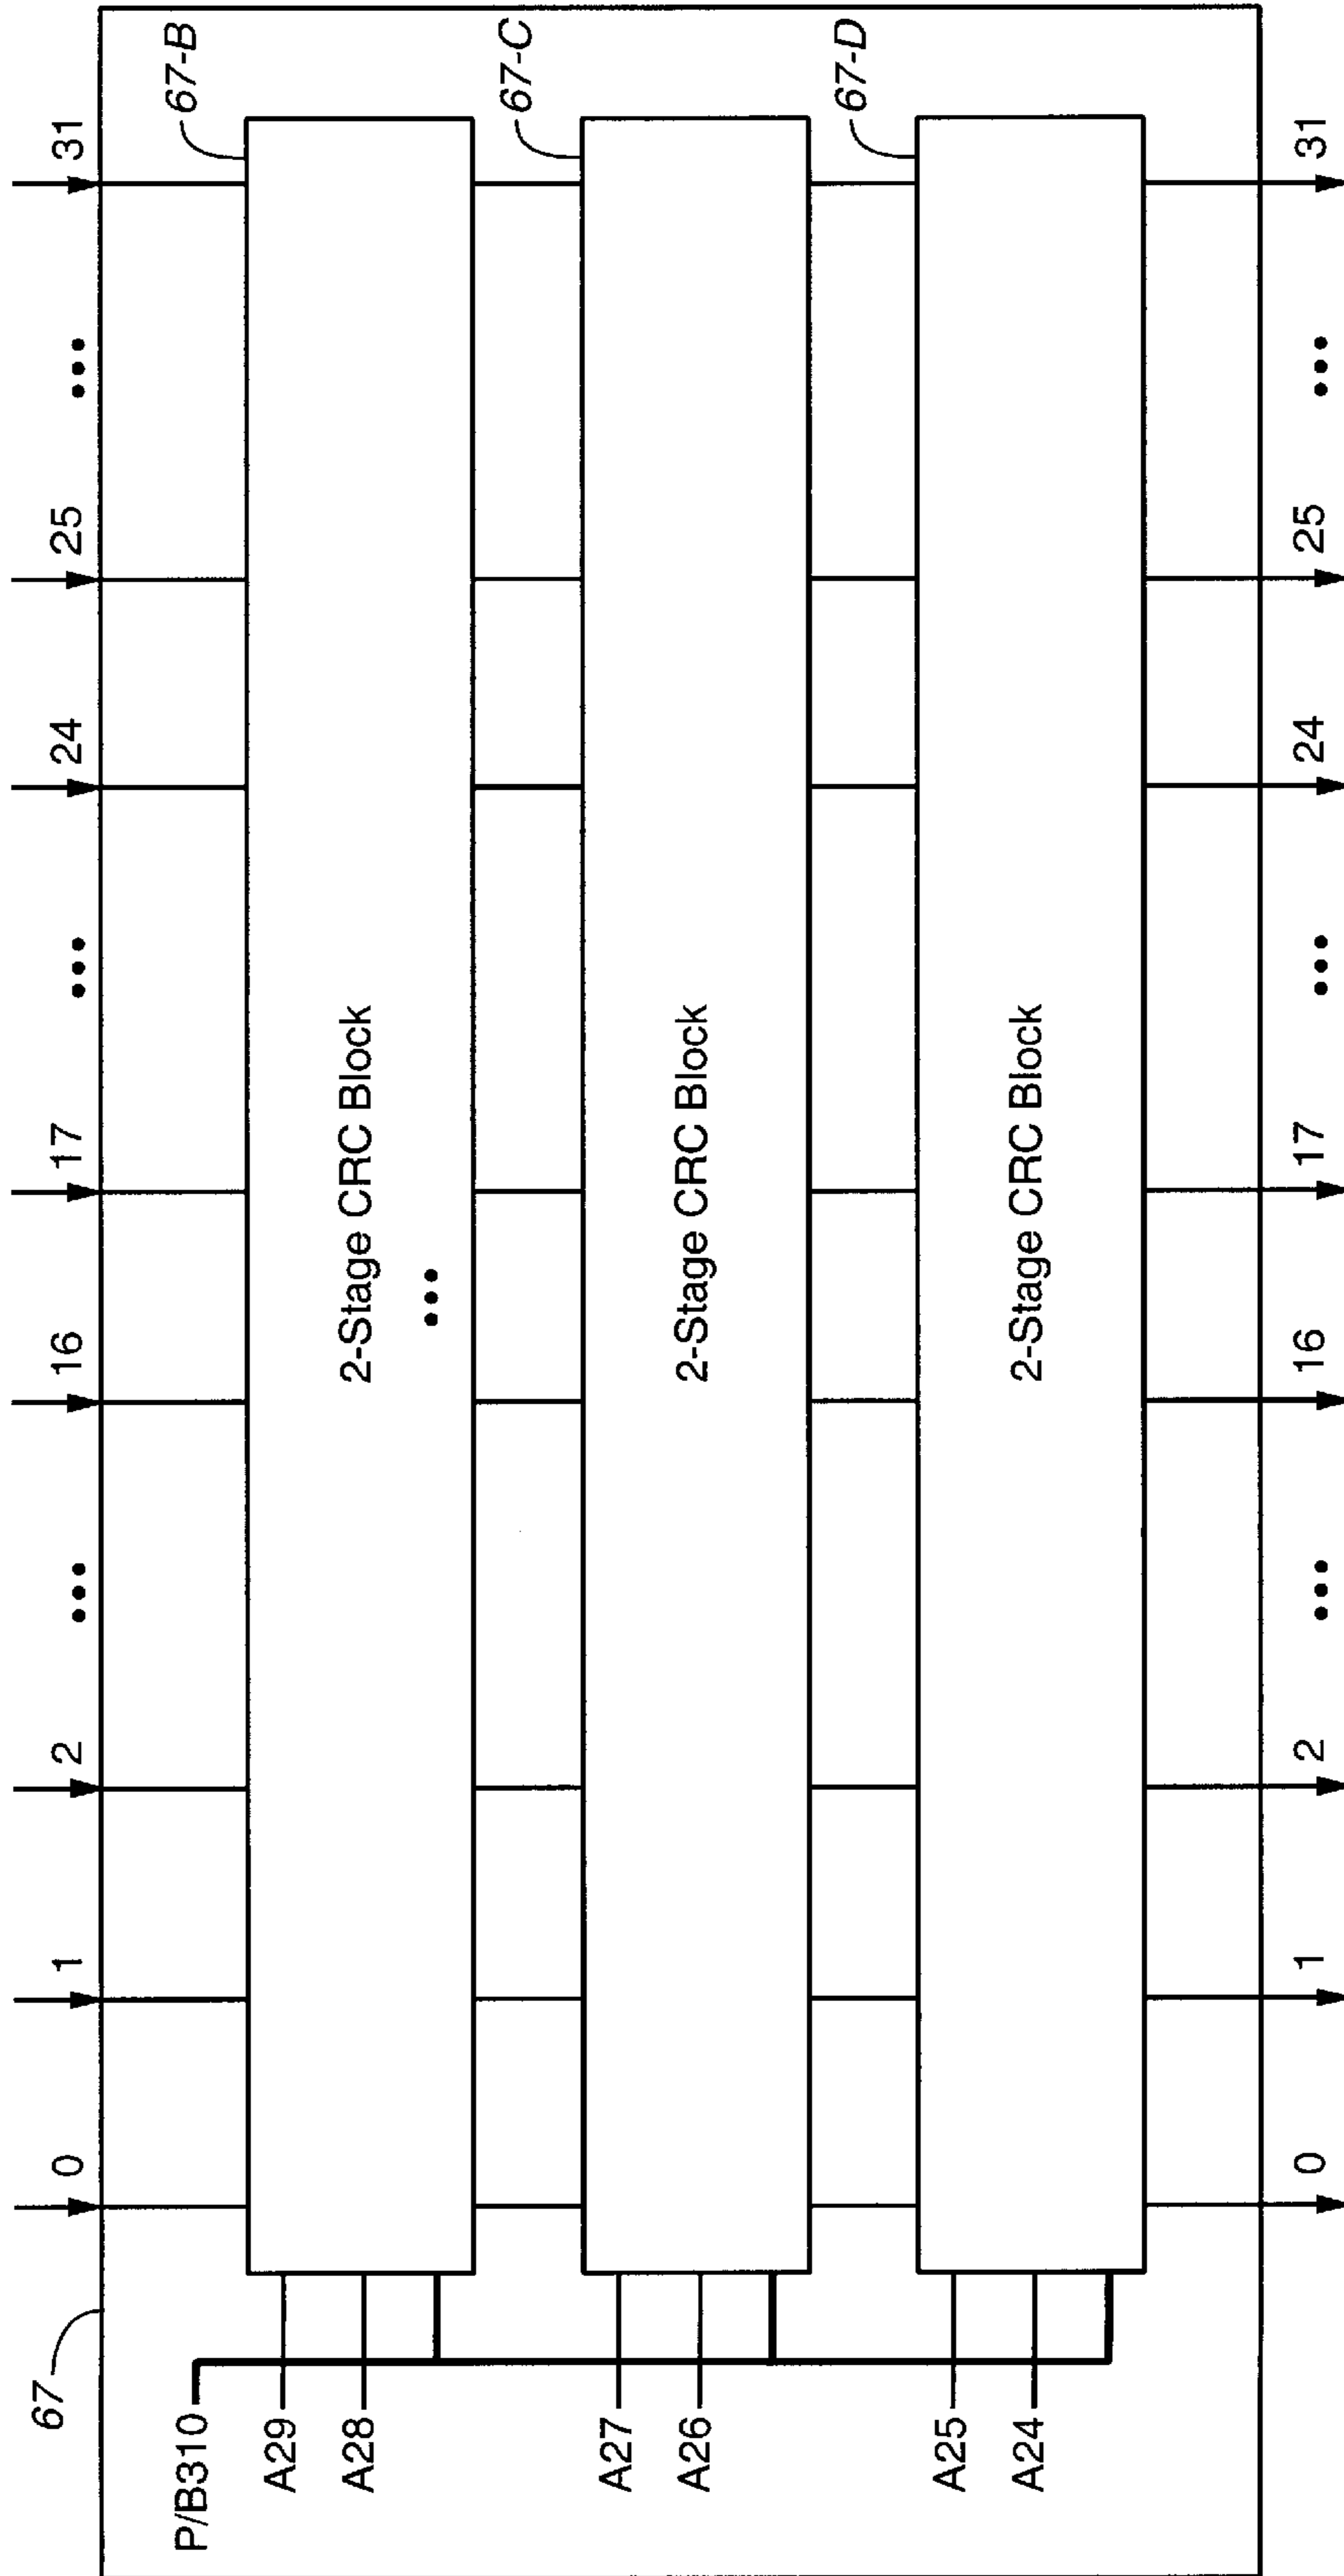 67
0 1 2 ••• 16 17 ••• 24 25 ••• 31
P/B310
67-B
A29
2-Stage CRC Block
A28
•••
67-C
A27
2-Stage CRC Block
A26
67-D
A25
2-Stage CRC Block
A24
0 1 2 ••• 16 17 ••• 24 25 ••• 31